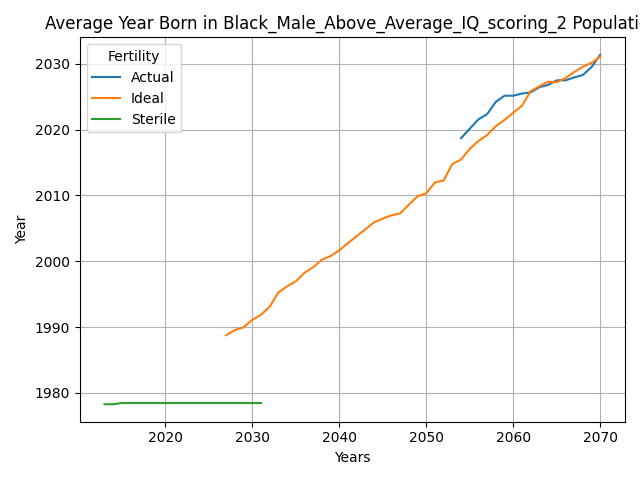 Average Year Born in Black_Male_Above_Average_IQ_scoring_2 Populati
Fertility
Actual
Ideal
Sterile
2030
2020
2010
2000
1990
1980
Year
2020 2030 2040 2050 2060 2070
Years